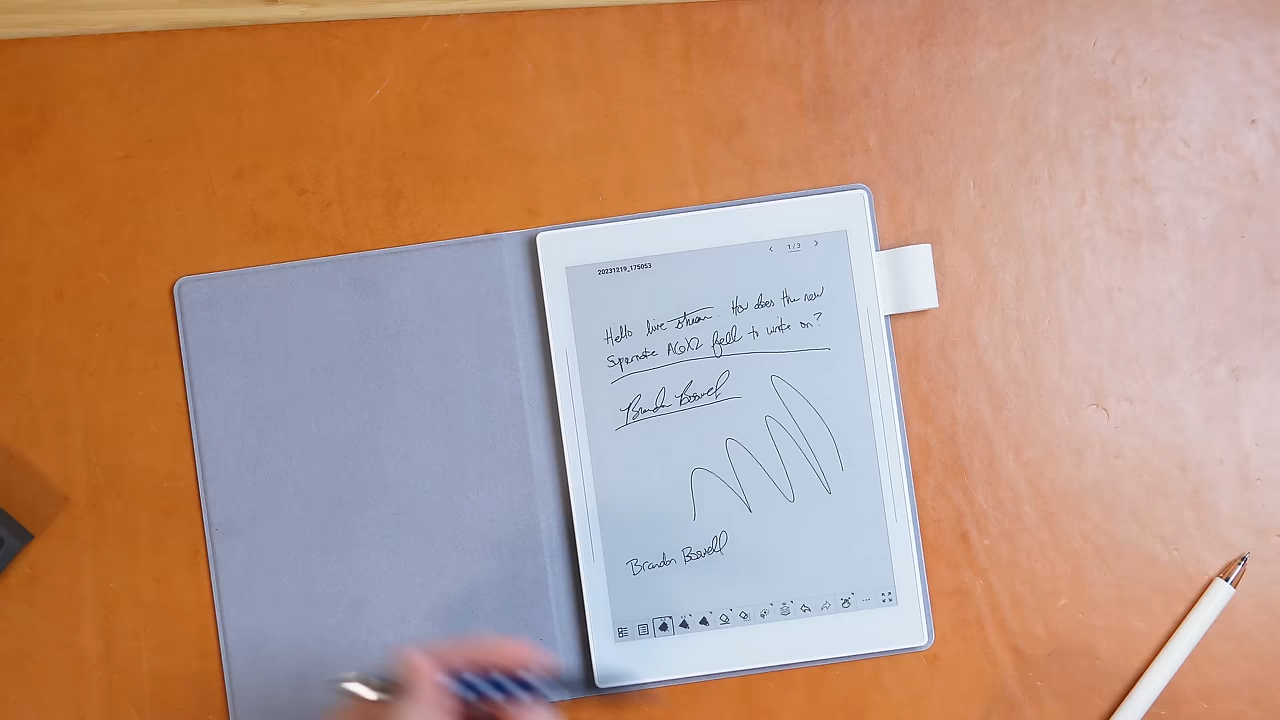 1/3
20231219_175053
Hello live stream. How does the new
Supernote A6X2 feel to write on?
Brandon Boswell
Brandon Boswell